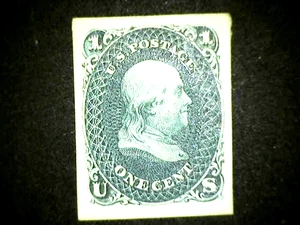 1 1
U.S. POSTAGE
ONE CENT
U S